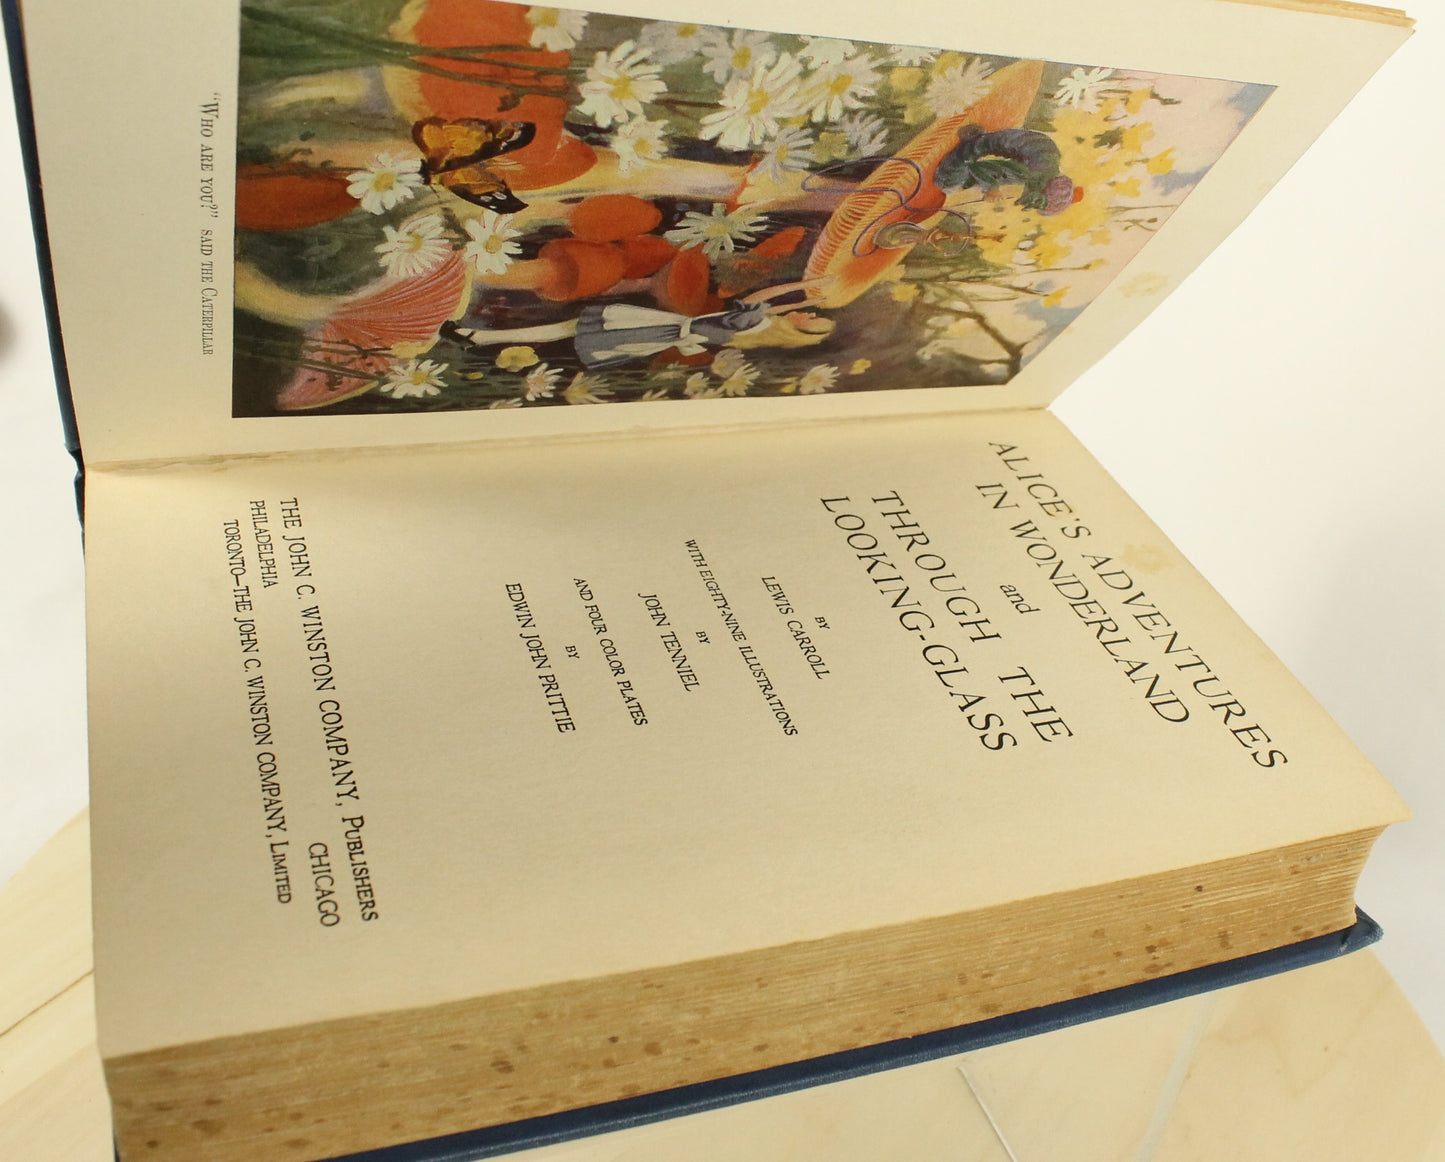 "WHO ARE YOU?" SAID THE CATERPILLAR
ALICE'S ADVENTURES
IN WONDERLAND
and
THROUGH THE
LOOKING-GLASS
BY
LEWIS CARROLL
WITH EIGHTY-NINE ILLUSTRATIONS
BY
JOHN TENNIEL
AND FOUR COLOR PLATES
BY
EDWIN JOHN PRITTIE
THE JOHN C. WINSTON COMPANY, PUBLISHERS
PHILADELPHIA CHICAGO
TORONTO—THE JOHN C. WINSTON COMPANY, LIMITED